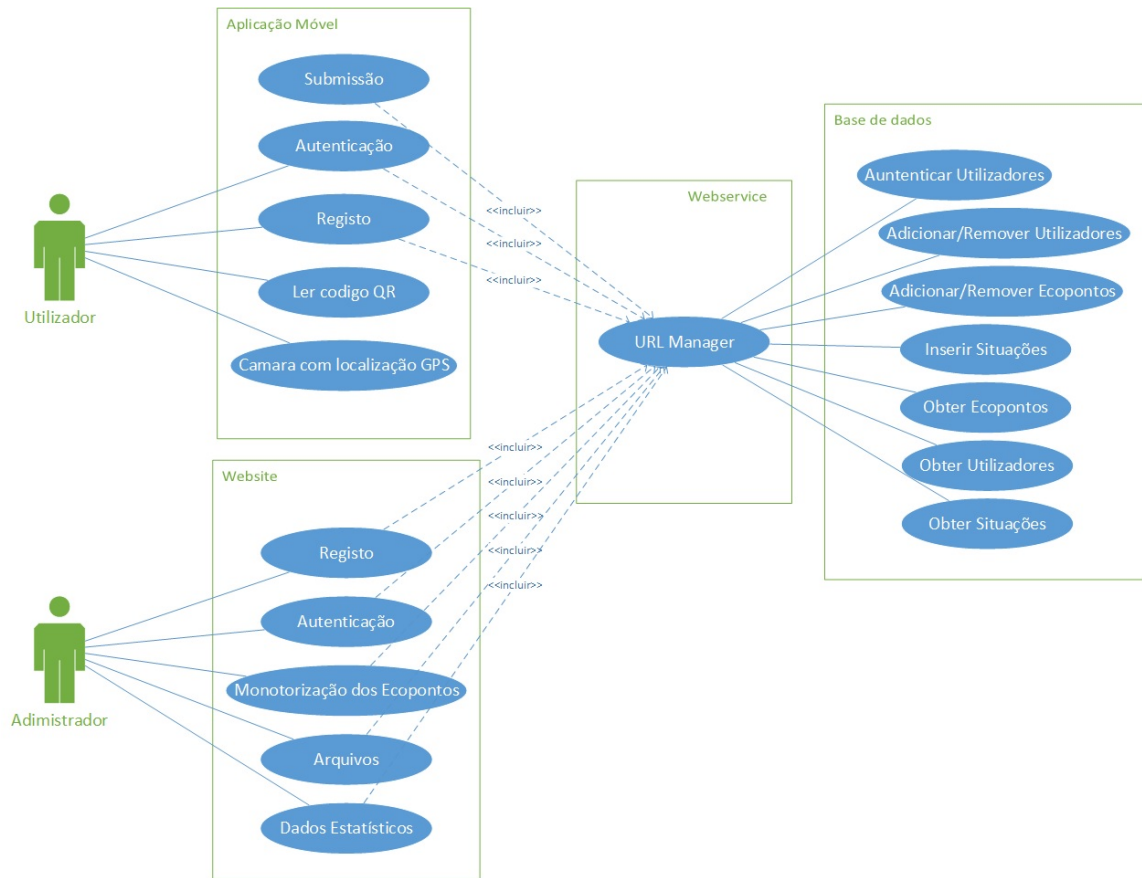 Aplicação Móvel
Submissão
Autenticação
Registo
Ler codigo QR
Camara com localização GPS
Utilizador
<<incluir>>
<<incluir>>
<<incluir>>
Webservice
URL Manager
Base de dados
Auntenticar Utilizadores
Adicionar/Remover Utilizadores
Adicionar/Remover Ecopontos
Inserir Situações
Obter Ecopontos
Obter Utilizadores
Obter Situações
Website
Registo
Autenticação
Monotorização dos Ecopontos
Arquivos
Dados Estatísticos
Adimistrador
<<incluir>>
<<incluir>>
<<incluir>>
<<incluir>>
<<incluir>>